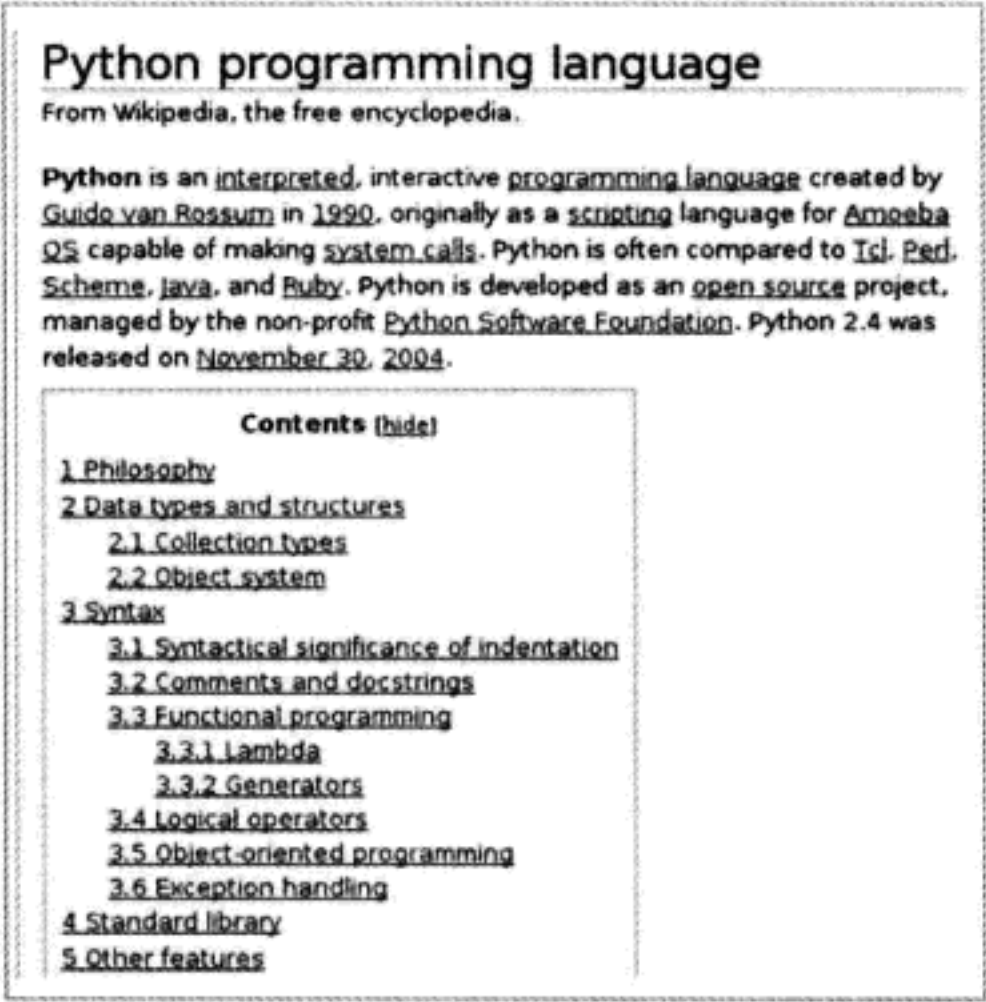 Python programming language
From Wikipedia, the free encyclopedia.
Python is an interpreted, interactive programming language created by
Guido van Rossum in 1990, originally as a scripting language for Amoeba
OS capable of making system calls. Python is often compared to Tcl, Perl,
Scheme, Java, and Ruby. Python is developed as an open source project,
managed by the non-profit Python Software Foundation. Python 2.4 was
released on November 30, 2004.
Contents [hide]
1 Philosophy
2 Data types and structures
2.1 Collection types
2.2 Object system
3 Syntax
3.1 Syntactical significance of indentation
3.2 Comments and docstrings
3.3 Functional programming
3.3.1 Lambda
3.3.2 Generators
3.4 Logical operators
3.5 Object-oriented programming
3.6 Exception handling
4 Standard library
5 Other features